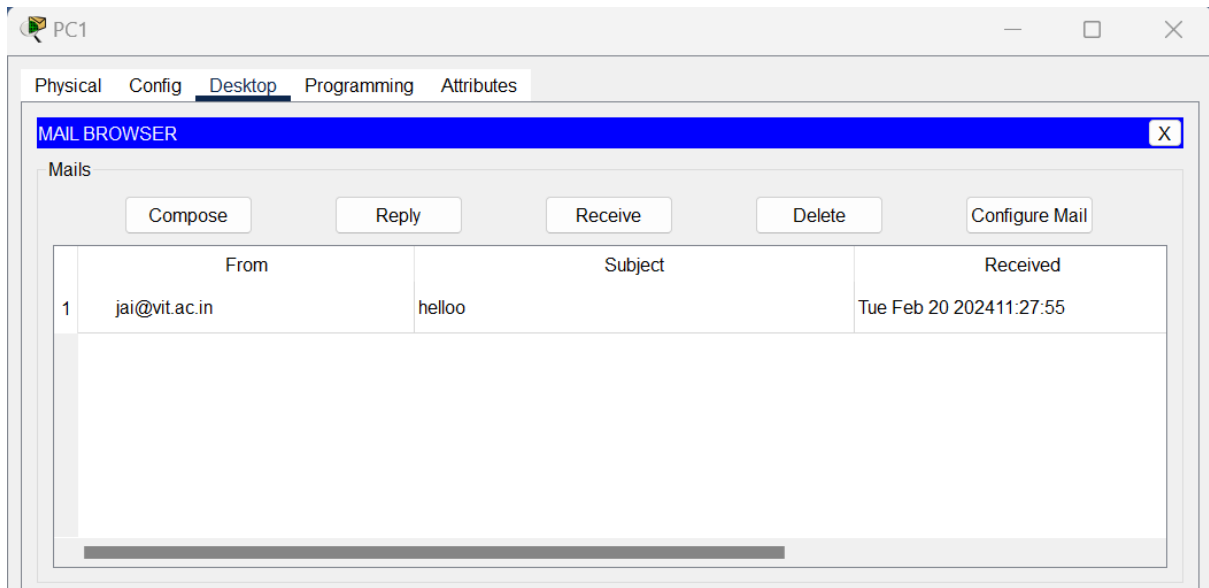 PC1
Physical Config Desktop Programming Attributes
MAIL BROWSER X
Mails
Compose Reply Receive Delete Configure Mail
From Subject Received
1 jai@vit.ac.in helloo Tue Feb 20 202411:27:55